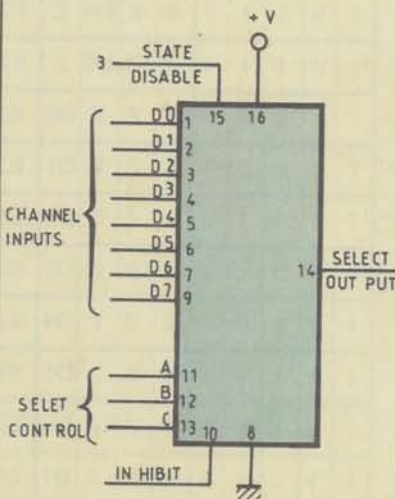 + V
3 STATE
DISABLE
15 16
D0 1
D1 2
D2 3
D3 4
D4 5
D5 6
D6 7
D7 9
CHANNEL
INPUTS
14 SELECT
OUT PUT
A 11
B 12
C 13
SELET
CONTROL
10 8
IN HIBIT